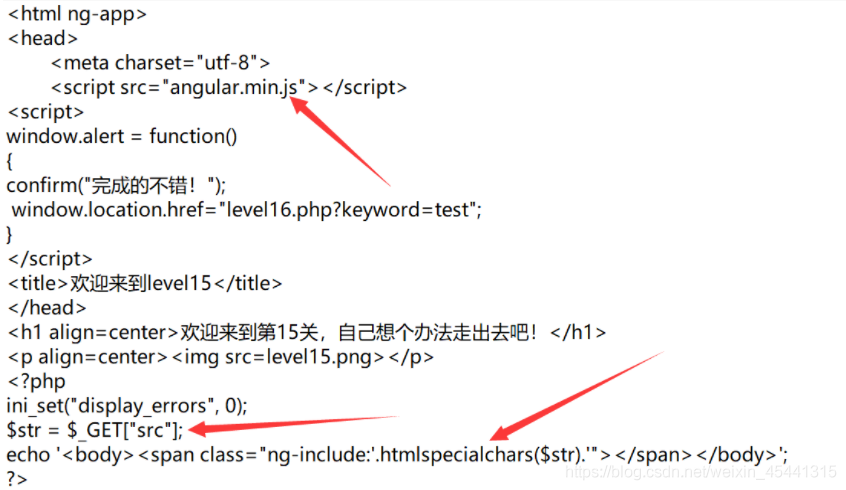 <html ng-app>
<head>
<meta charset="utf-8">
<script src="angular.min.js"></script>
<script>
window.alert = function()
{
confirm("完成的不错！");
window.location.href="level16.php?keyword=test";
}
</script>
<title>欢迎来到level15</title>
</head>
<h1 align=center>欢迎来到第15关，自己想个办法走出去吧！</h1>
<p align=center><img src=level15.png></p>
<?php
ini_set("display_errors", 0);
$str = $_GET["src"];
echo '<body><span class="ng-include:'.htmlspecialchars($str).'"></span></body>';
?>
https://blog.csdn.net/weixin_45441315